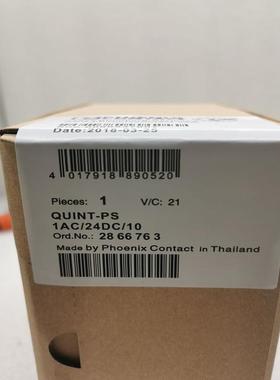 Date:2018-03-25
4 017918 890520
Pieces: 1 V/C: 21
QUINT-PS
1AC/24DC/10
Ord.No.: 28 66 76 3
Made by Phoenix Contact in Thailand